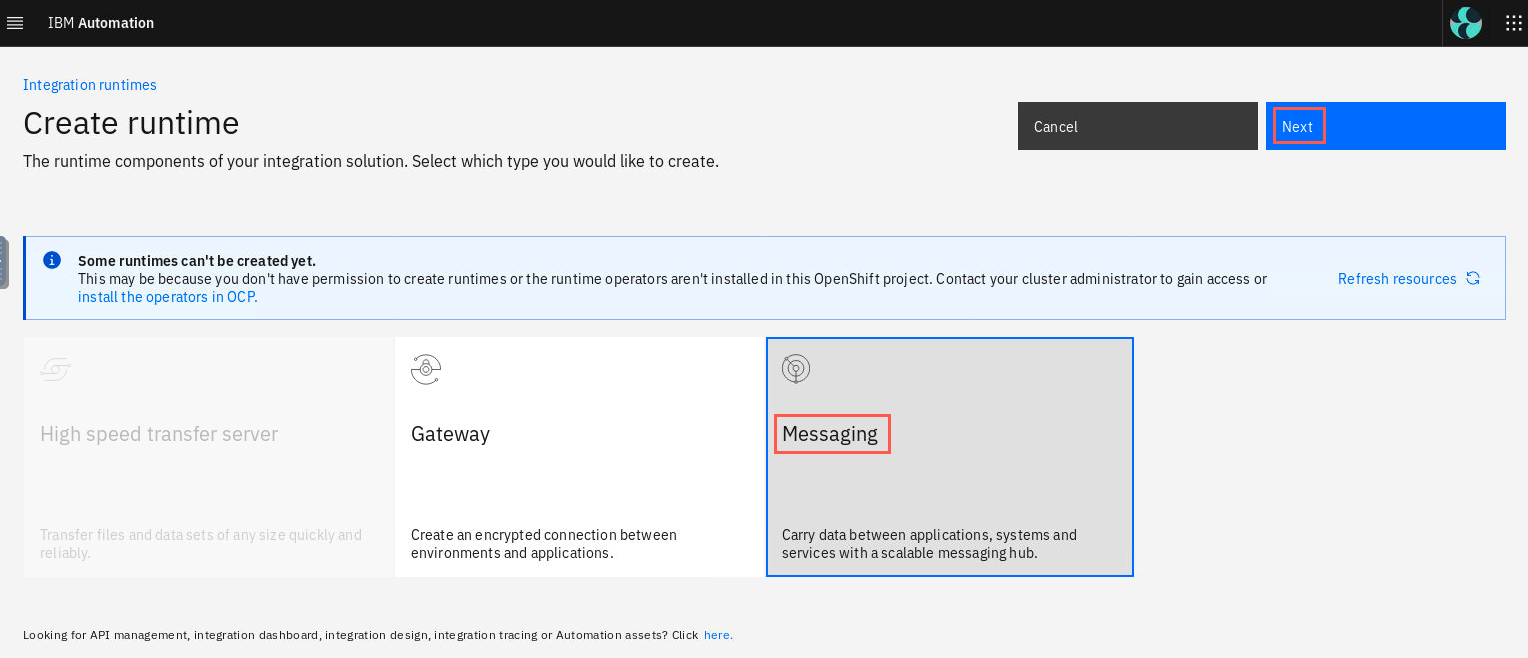 IBM Automation
Integration runtimes
Create runtime
The runtime components of your integration solution. Select which type you would like to create.
Cancel
Next
Some runtimes can't be created yet.
This may be because you don't have permission to create runtimes or the runtime operators aren't installed in this OpenShift project. Contact your cluster administrator to gain access or
install the operators in OCP.
Refresh resources
High speed transfer server
Transfer files and data sets of any size quickly and
reliably.
Gateway
Create an encrypted connection between
environments and applications.
Messaging
Carry data between applications, systems and
services with a scalable messaging hub.
Looking for API management, integration dashboard, integration design, integration tracing or Automation assets? Click here.